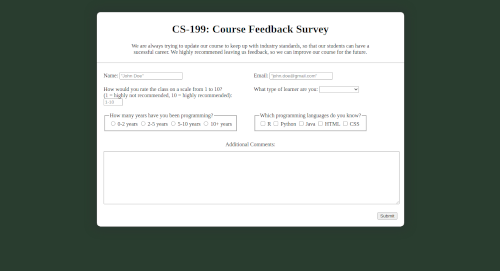 CS-199: Course Feedback Survey
We are always trying to update our course to keep up with industry standards, so that our students can have a
sucessful career. We highly recommened leaving us feedback, so we can improve our course for the future.
Name: "John Doe"
Email: "john.doe@gmail.com"
How would you rate the class on a scale from 1 to 10?
(1 = highly not recommended, 10 = highly recommended):
1-10
What type of learner are you:
How many years have you been programming?
0-2 years 2-5 years 5-10 years 10+ years
Which programming languages do you know?
R Python Java HTML CSS
Additional Comments:
Submit